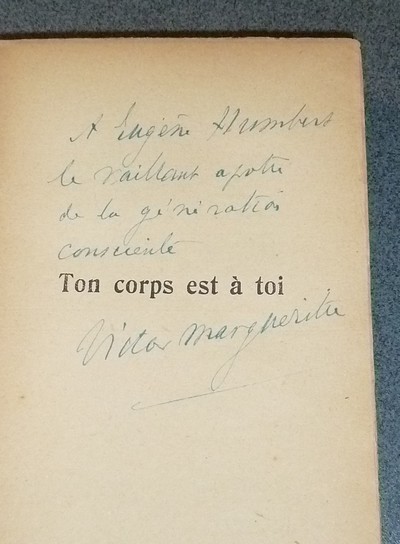 A Eugène Humbert
le vaillant apôtre
de la génération
consciente
Ton corps est à toi
Victor Margueritte